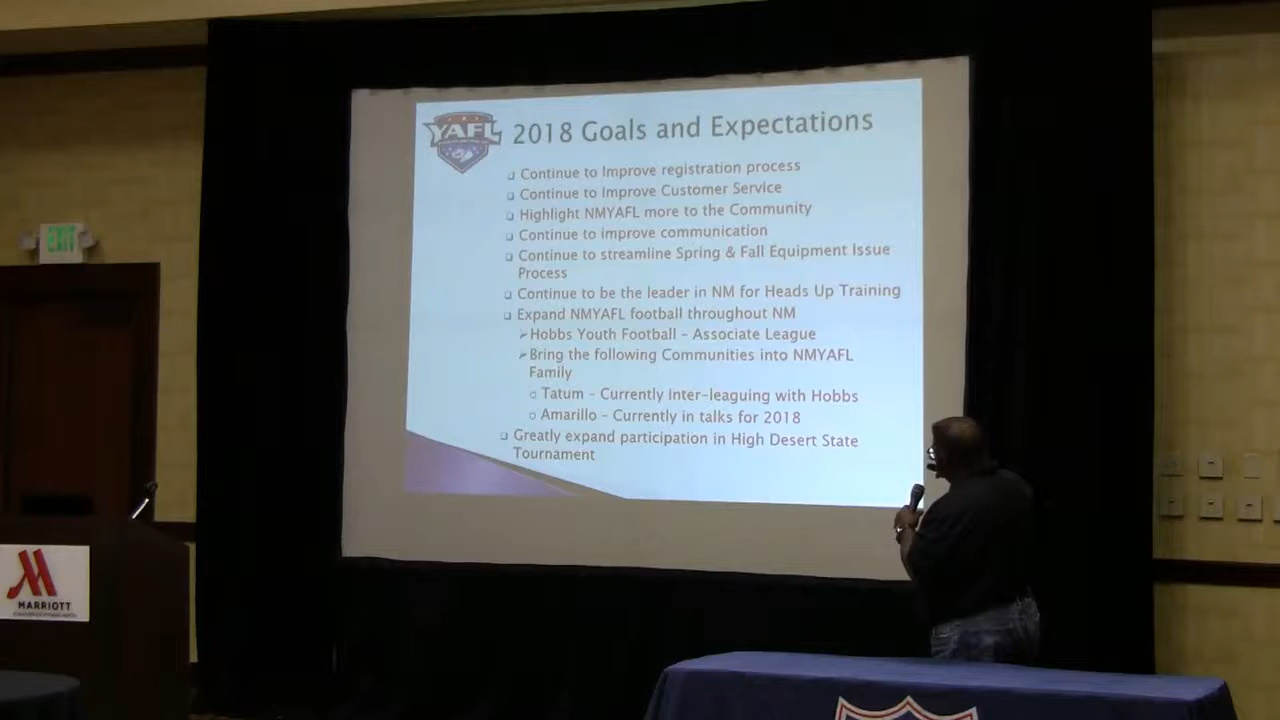 EXIT
YAFL
2018 Goals and Expectations
Continue to Improve registration process
Continue to Improve Customer Service
Highlight NMYAFL more to the Community
Continue to improve communication
Continue to streamline Spring & Fall Equipment Issue
Process
Continue to be the leader in NM for Heads Up Training
Expand NMYAFL football throughout NM
Hobbs Youth Football - Associate League
Bring the following Communities into NMYAFL
Family
Tatum - Currently Inter-leaguing with Hobbs
Amarillo - Currently in talks for 2018
Greatly expand participation in High Desert State
Tournament
MARRIOTT